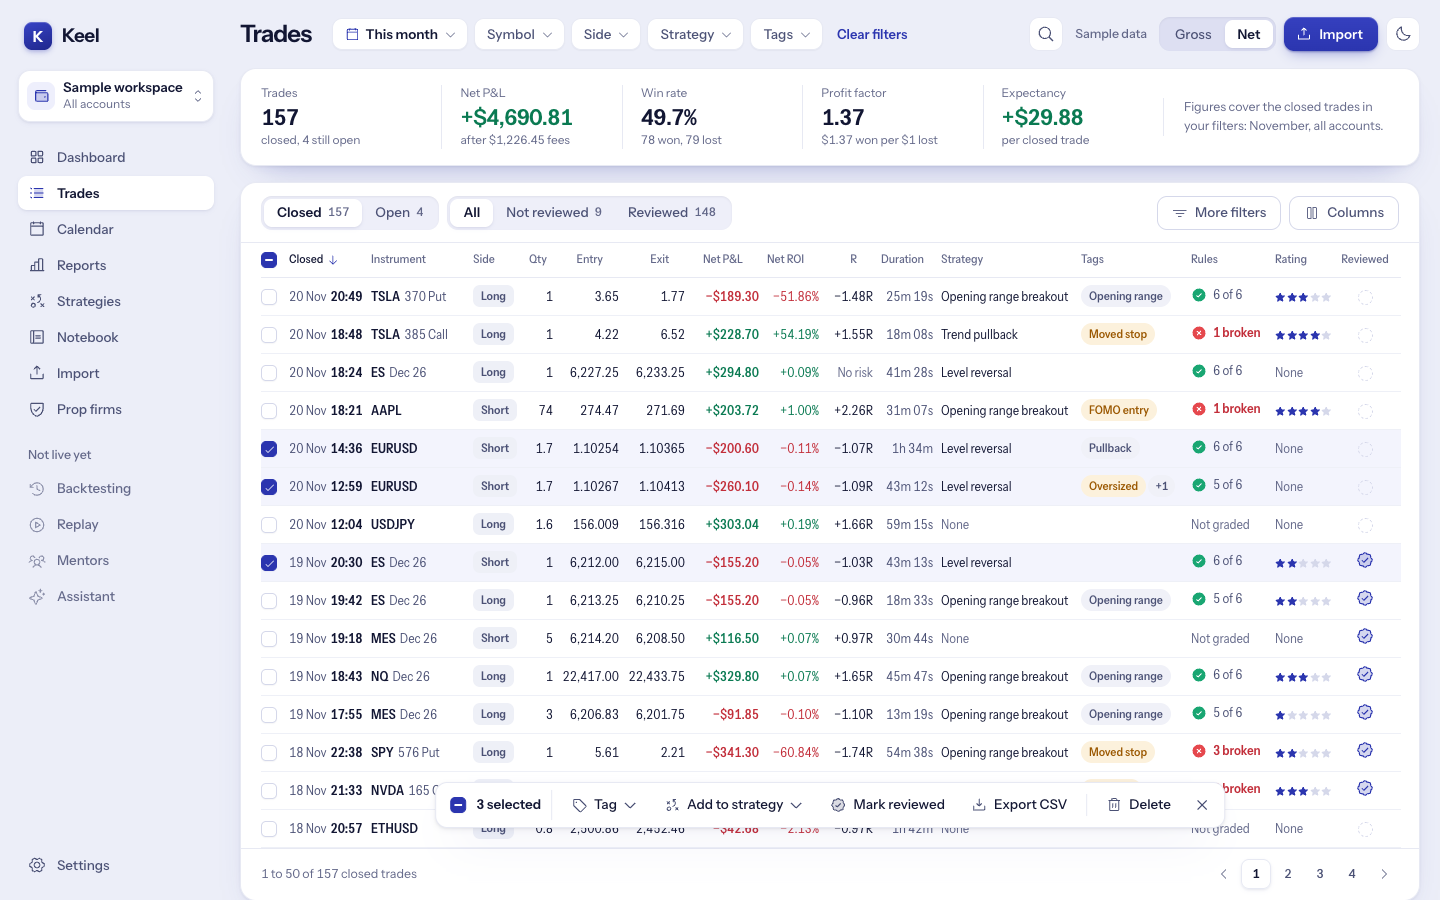 K Keel
Trades
This month
Symbol
Side
Strategy
Tags
Clear filters
Sample data
Gross
Net
Import
Sample workspace
All accounts
Dashboard
Trades
Calendar
Reports
Strategies
Notebook
Import
Prop firms
Not live yet
Backtesting
Replay
Mentors
Assistant
Settings
Trades
157
closed, 4 still open
Net P&L
+$4,690.81
after $1,226.45 fees
Win rate
49.7%
78 won, 79 lost
Profit factor
1.37
$1.37 won per $1 lost
Expectancy
+$29.88
per closed trade
Figures cover the closed trades in
your filters: November, all accounts.
Closed 157 Open 4 All Not reviewed 9 Reviewed 148 More filters Columns
Closed Instrument Side Qty Entry Exit Net P&L Net ROI R Duration Strategy Tags Rules Rating Reviewed
20 Nov 20:49 TSLA 370 Put Long 1 3.65 1.77 −$189.30 −51.86% −1.48R 25m 19s Opening range breakout Opening range 6 of 6
20 Nov 18:48 TSLA 385 Call Long 1 4.22 6.52 +$228.70 +54.19% +1.55R 18m 08s Trend pullback Moved stop 1 broken
20 Nov 18:24 ES Dec 26 Long 1 6,227.25 6,233.25 +$294.80 +0.09% No risk 41m 28s Level reversal 6 of 6 None
20 Nov 18:21 AAPL Short 74 274.47 271.69 +$203.72 +1.00% +2.26R 31m 07s Opening range breakout FOMO entry 1 broken
20 Nov 14:36 EURUSD Short 1.7 1.10254 1.10365 −$200.60 −0.11% −1.07R 1h 34m Level reversal Pullback 6 of 6 None
20 Nov 12:59 EURUSD Short 1.7 1.10267 1.10413 −$260.10 −0.14% −1.09R 43m 12s Level reversal Oversized +1 5 of 6 None
20 Nov 12:04 USDJPY Long 1.6 156.009 156.316 +$303.04 +0.19% +1.66R 59m 15s None Not graded None
19 Nov 20:30 ES Dec 26 Short 1 6,212.00 6,215.00 −$155.20 −0.05% −1.03R 43m 13s Level reversal 6 of 6
19 Nov 19:42 ES Dec 26 Long 1 6,213.25 6,210.25 −$155.20 −0.05% −0.96R 18m 33s Opening range breakout Opening range 5 of 6
19 Nov 19:18 MES Dec 26 Short 5 6,214.20 6,208.50 +$116.50 +0.07% +0.97R 30m 44s None Not graded None
19 Nov 18:43 NQ Dec 26 Long 1 22,417.00 22,433.75 +$329.80 +0.07% +1.65R 45m 47s Opening range breakout Opening range 6 of 6
19 Nov 17:55 MES Dec 26 Long 3 6,206.83 6,201.75 −$91.85 −0.10% −1.10R 13m 19s Opening range breakout Opening range 5 of 6
18 Nov 22:38 SPY 576 Put Long 1 5.61 2.21 −$341.30 −60.84% −1.74R 54m 38s Opening range breakout Moved stop 3 broken
18 Nov 21:33 NVDA 165 broken
18 Nov 20:57 ETHUSD Long 0.8 2,500.86 2,452.46 −$42.68 −2.13% −0.97R 1h 42m None Not graded None
3 selected Tag Add to strategy Mark reviewed Export CSV Delete
1 to 50 of 157 closed trades
1 2 3 4